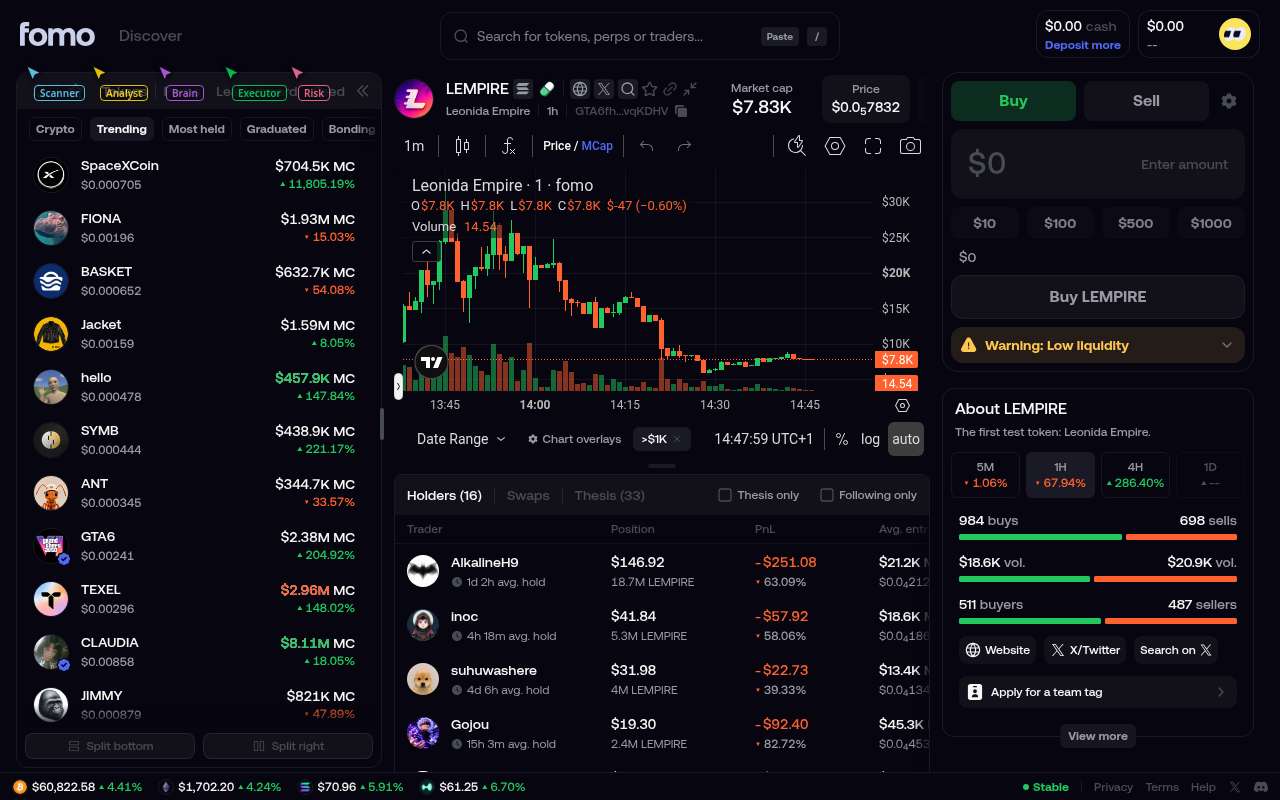 fomo
Discover
Search for tokens, perps or traders...
Paste
/
$0.00 cash
Deposit more
$0.00
--
Scanner
Analyst
Brain
Executor
Risk
Crypto
Trending
Most held
Graduated
Bonding
SpaceXCoin
$704.5K MC
$0.000705
11,805.19%
FIONA
$1.93M MC
$0.00196
15.03%
BASKET
$632.7K MC
$0.000652
54.08%
Jacket
$1.59M MC
$0.00159
8.05%
hello
$457.9K MC
$0.000478
147.84%
SYMB
$438.9K MC
$0.000444
221.17%
ANT
$344.7K MC
$0.000345
33.57%
GTA6
$2.38M MC
$0.00241
204.92%
TEXEL
$2.96M MC
$0.00296
148.02%
CLAUDIA
$8.11M MC
$0.00858
18.05%
JIMMY
$821K MC
$0.000879
47.89%
Split bottom
Split right
LEMPIRE
Leonida Empire
1h
GTA6fh...vqKDHV
Market cap
$7.83K
Price
$0.0₅7832
1m
Price / MCap
Leonida Empire · 1 · fomo
O$7.8K H$7.8K L$7.8K C$7.8K $-47 (−0.60%)
Volume 14.54
$30K
$25K
$20K
$15K
$10K
$7.8K
14.54
13:45
14:00
14:15
14:30
14:45
Date Range
Chart overlays
>$1K ×
14:47:59 UTC+1
%
log
auto
Holders (16)
Swaps
Thesis (33)
Thesis only
Following only
Trader
Position
PnL
Avg. entr
AlkalineH9
$146.92
-$251.08
$21.2K
1d 2h avg. hold
18.7M LEMPIRE
63.09%
$0.0₄212
inoc
$41.84
-$57.92
$18.6K
4h 18m avg. hold
5.3M LEMPIRE
58.06%
$0.0₄186
suhuwashere
$31.98
-$22.73
$13.4K
4d 6h avg. hold
4M LEMPIRE
39.33%
$0.0₄134
Gojou
$19.30
-$92.40
$45.3K
15h 3m avg. hold
2.4M LEMPIRE
82.72%
$0.0₄453
Buy
Sell
$0
Enter amount
$10
$100
$500
$1000
$0
Buy LEMPIRE
Warning: Low liquidity
About LEMPIRE
The first test token: Leonida Empire.
5M
1.06%
1H
67.94%
4H
286.40%
1D
--
984 buys
698 sells
$18.6K vol.
$20.9K vol.
511 buyers
487 sellers
Website
X/Twitter
Search on X
Apply for a team tag
View more
$60,822.58 4.41%
$1,702.20 4.24%
$70.96 5.91%
$61.25 6.70%
Stable
Privacy
Terms
Help